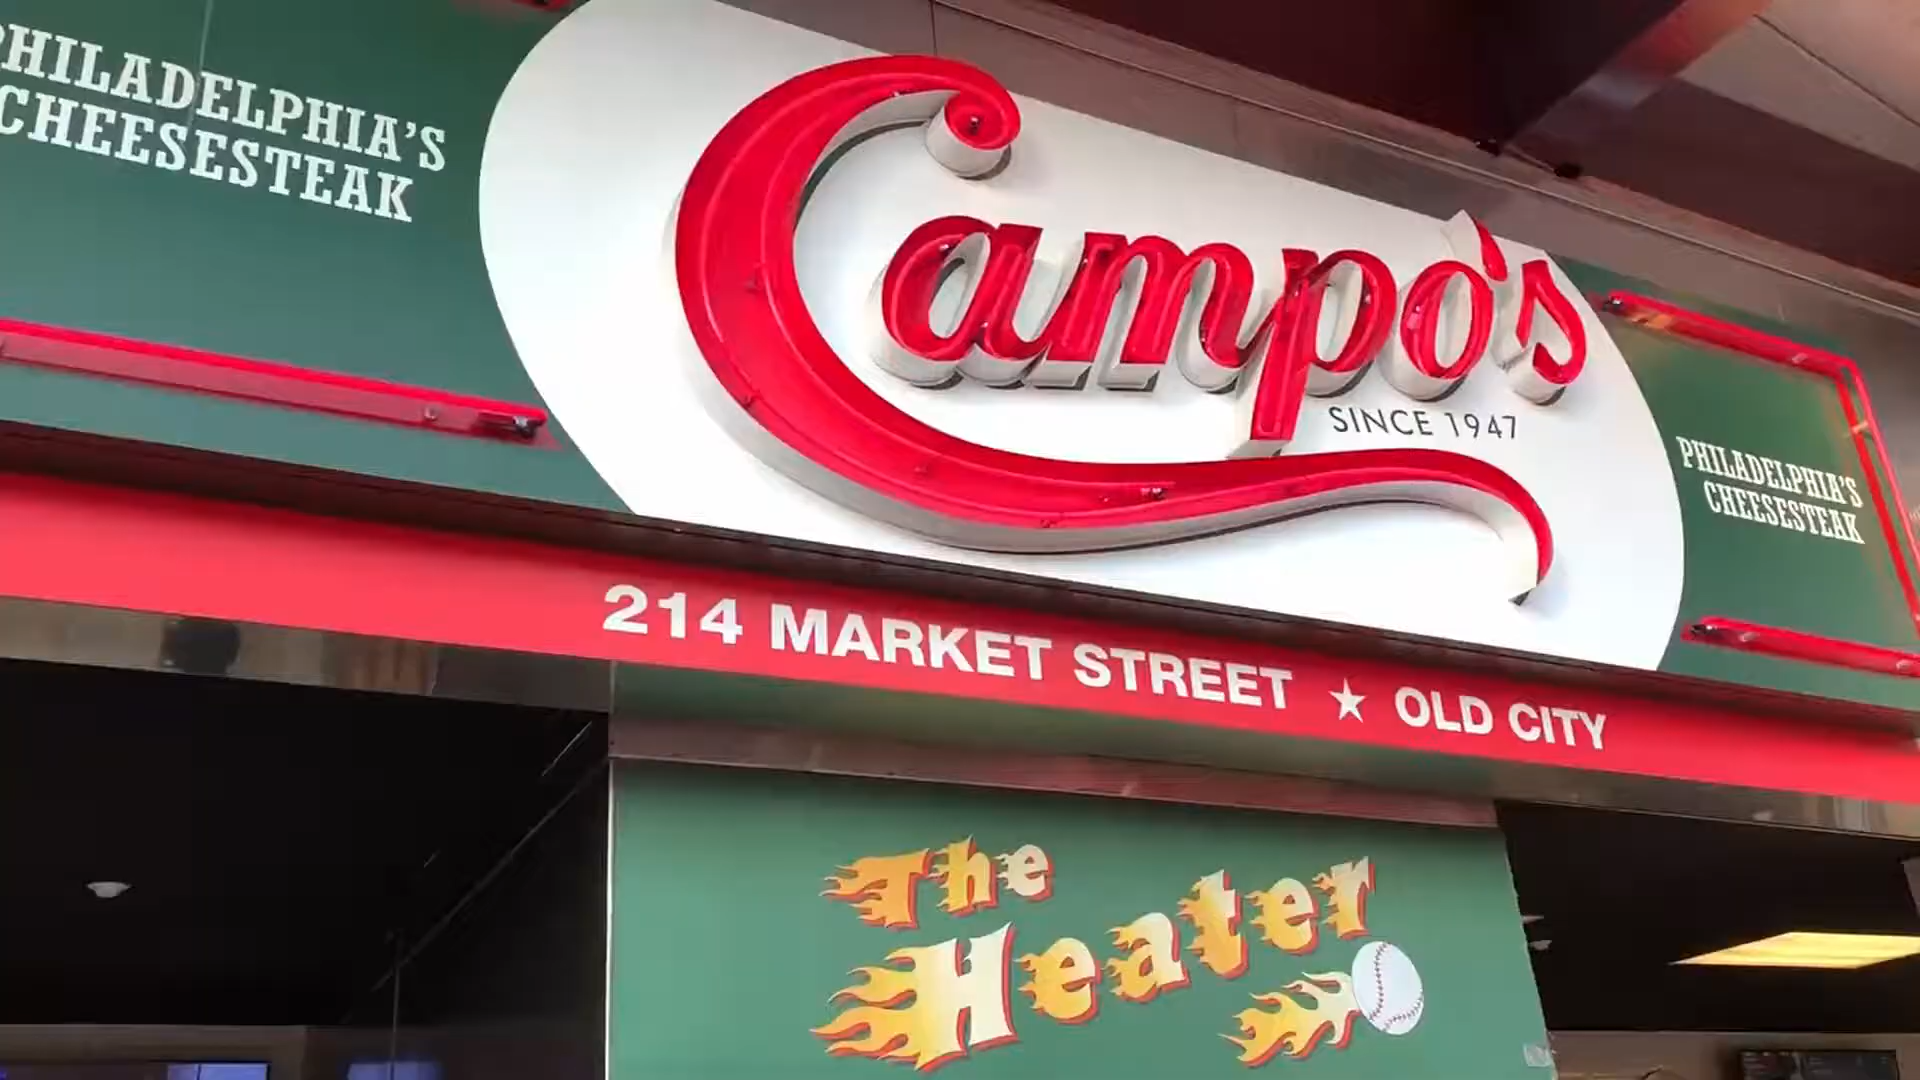 PHILADELPHIA'S
CHEESESTEAK
Campo's
SINCE 1947
PHILADELPHIA'S
CHEESESTEAK
214 MARKET STREET ★ OLD CITY
The
Heater